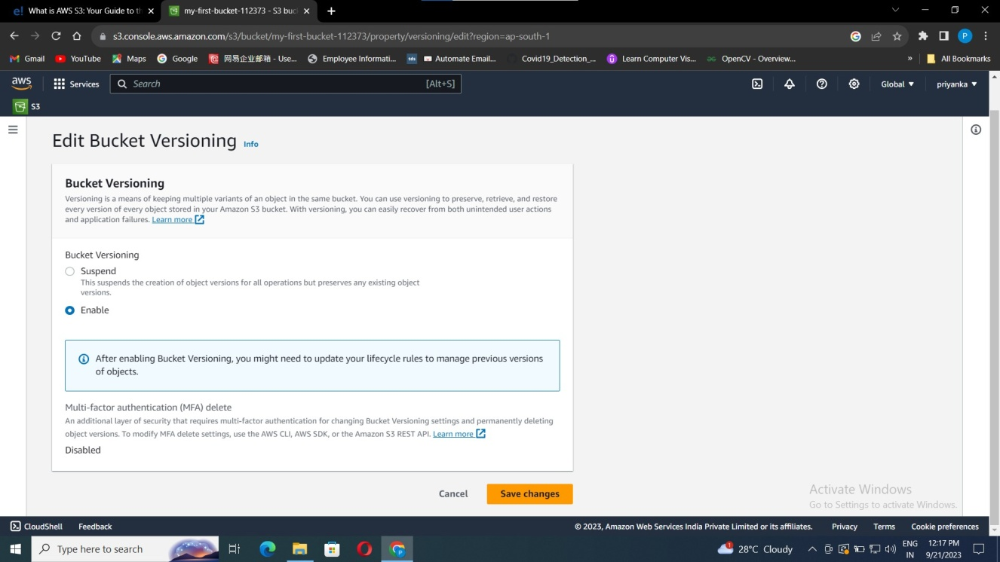 What is AWS S3: Your Guide to th
my-first-bucket-112373 - S3 buc
s3.console.aws.amazon.com/s3/bucket/my-first-bucket-112373/property/versioning/edit?region=ap-south-1
P
Gmail YouTube Maps Google 网易企业邮箱 - Use... Employee Informati... tds Automate Email... Covid19_Detection_... Learn Computer Vis... OpenCV - Overview... » All Bookmarks
aws Services Search [Alt+S] Global priyanka
S3
Edit Bucket Versioning Info
Bucket Versioning
Versioning is a means of keeping multiple variants of an object in the same bucket. You can use versioning to preserve, retrieve, and restore
every version of every object stored in your Amazon S3 bucket. With versioning, you can easily recover from both unintended user actions
and application failures. Learn more
Bucket Versioning
Suspend
This suspends the creation of object versions for all operations but preserves any existing object
versions.
Enable
After enabling Bucket Versioning, you might need to update your lifecycle rules to manage previous versions
of objects.
Multi-factor authentication (MFA) delete
An additional layer of security that requires multi-factor authentication for changing Bucket Versioning settings and permanently deleting
object versions. To modify MFA delete settings, use the AWS CLI, AWS SDK, or the Amazon S3 REST API. Learn more
Disabled
Cancel Save changes
Activate Windows
Go to Settings to activate Windows.
CloudShell Feedback © 2023, Amazon Web Services India Private Limited or its affiliates. Privacy Terms Cookie preferences
Type here to search 1 28°C Cloudy ENG 12:17 PM
IN 9/21/2023